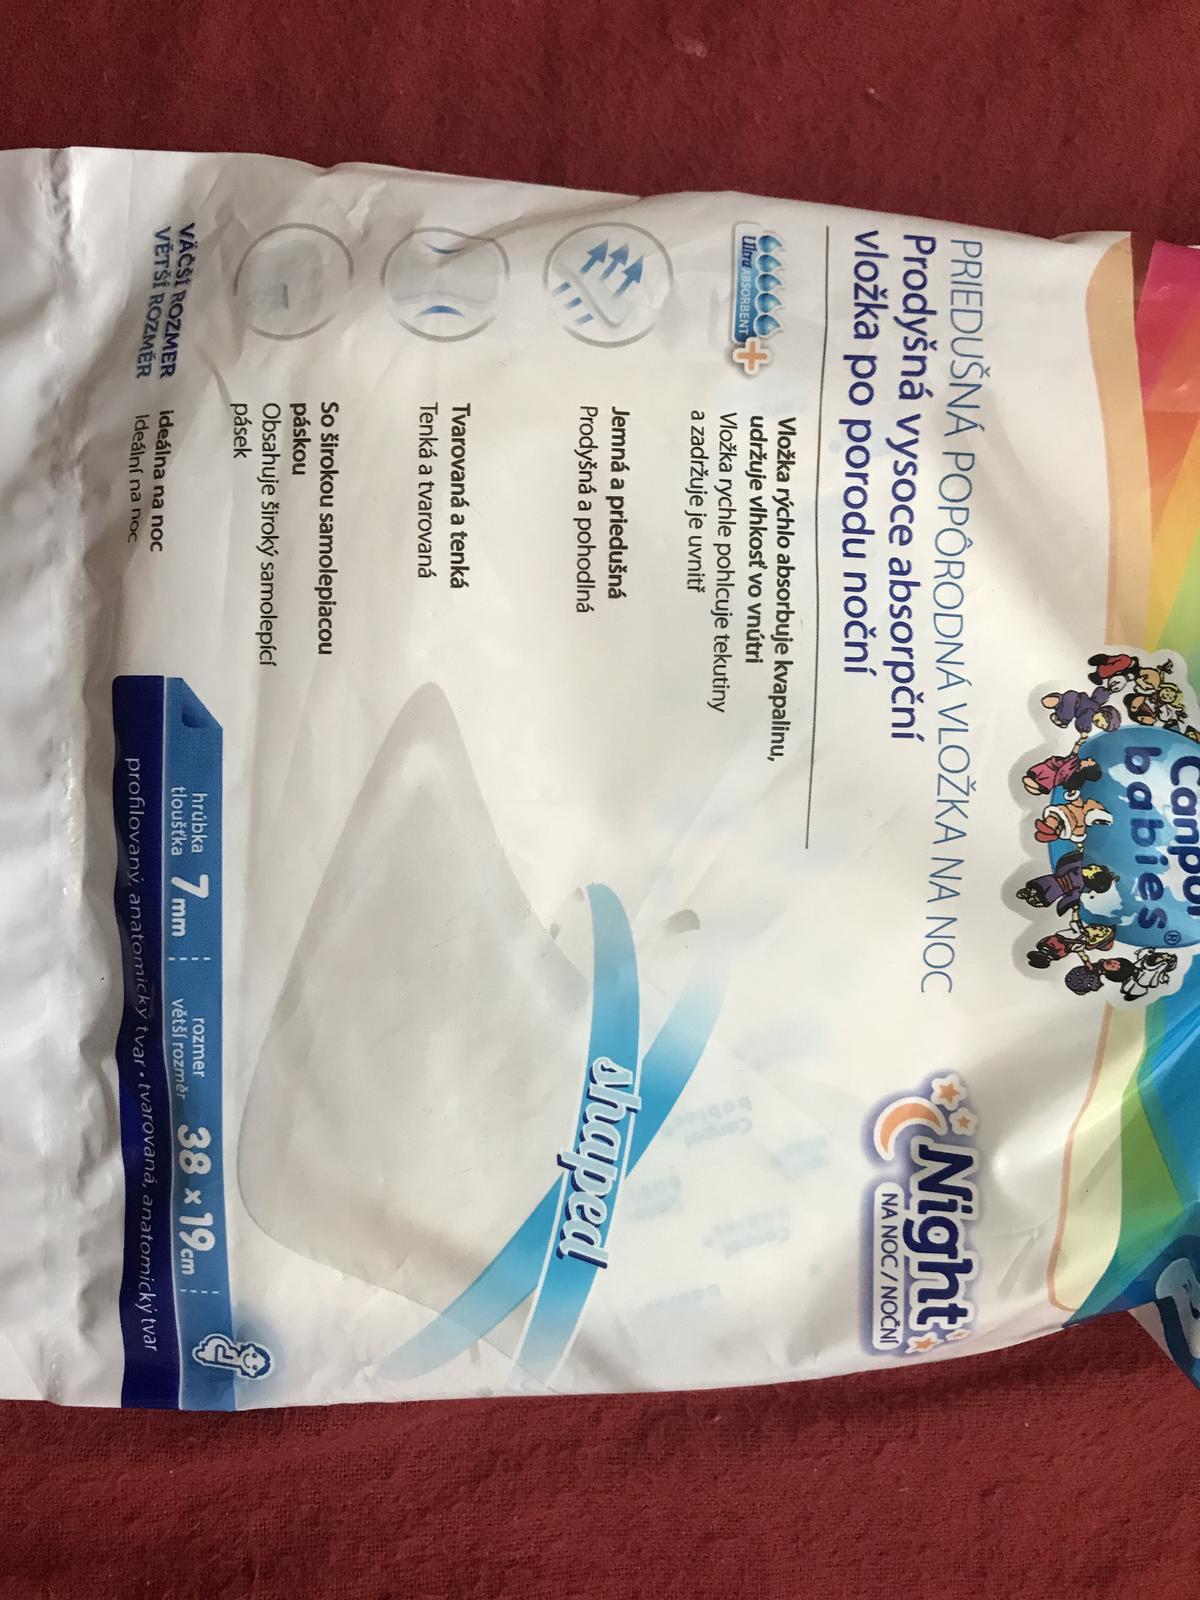 Canpol
babies®
PRIEDUŠNÁ POPÔRODNÁ VLOŽKA NA NOC
Prodyšná vysoce absorpční
vložka po porodu noční
Night
NA NOC / NOČNÍ
Ultra ABSORBENT +
Vložka rýchlo absorbuje kvapalinu,
udržuje vlhkosť vo vnútri
Vložka rychle pohlcuje tekutiny
a zadržuje je uvnitř
Jemná a priedušná
Prodyšná a pohodlná
Tvarovaná a tenká
Tenká a tvarovaná
So širokou samolepiacou
páskou
Obsahuje široký samolepící
pásek
shaped
VÄČŠÍ ROZMER
VĚTŠÍ ROZMĚR
ideálna na noc
Ideální na noc
hrúbka
tloušťka
7 mm
rozmer
větší rozměr
38 x 19 cm
profilovaný, anatomický tvar • tvarovaná, anatomický tvar